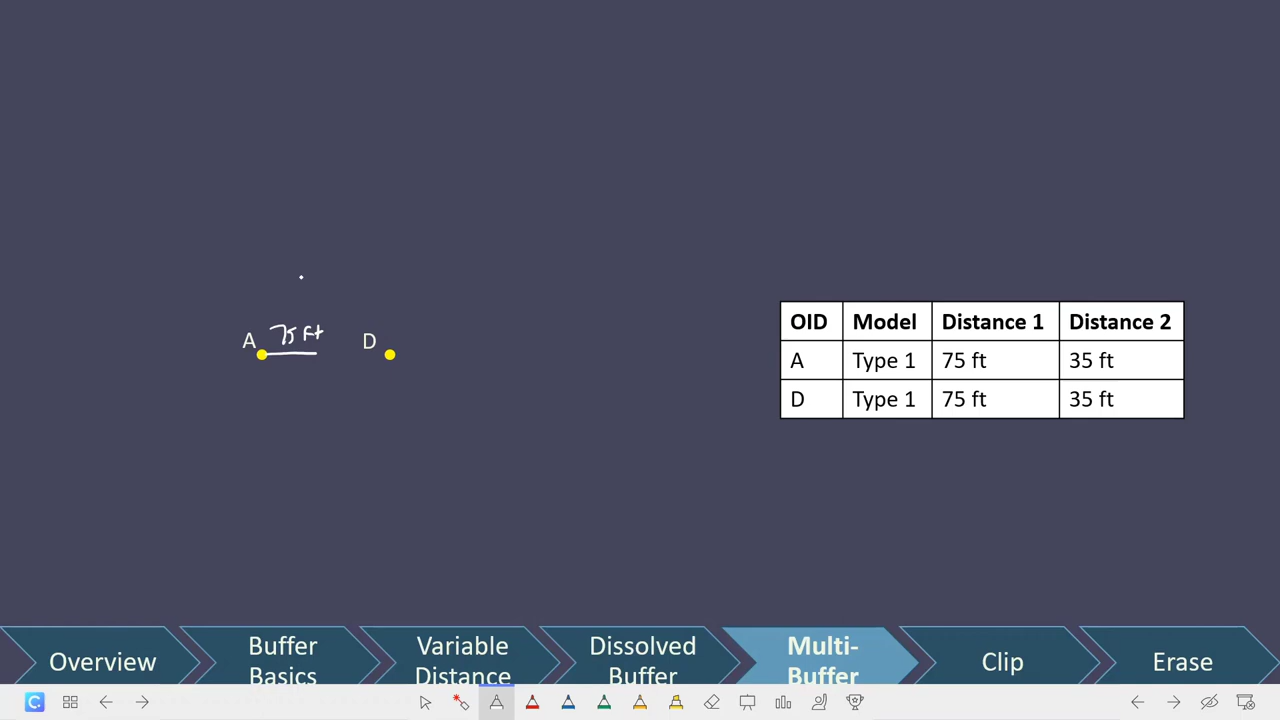 A 75 ft D
OID Model Distance 1 Distance 2
A Type 1 75 ft 35 ft
D Type 1 75 ft 35 ft
Overview
Buffer
Basics
Variable
Distance
Dissolved
Buffer
Multi-
Buffer
Clip
Erase